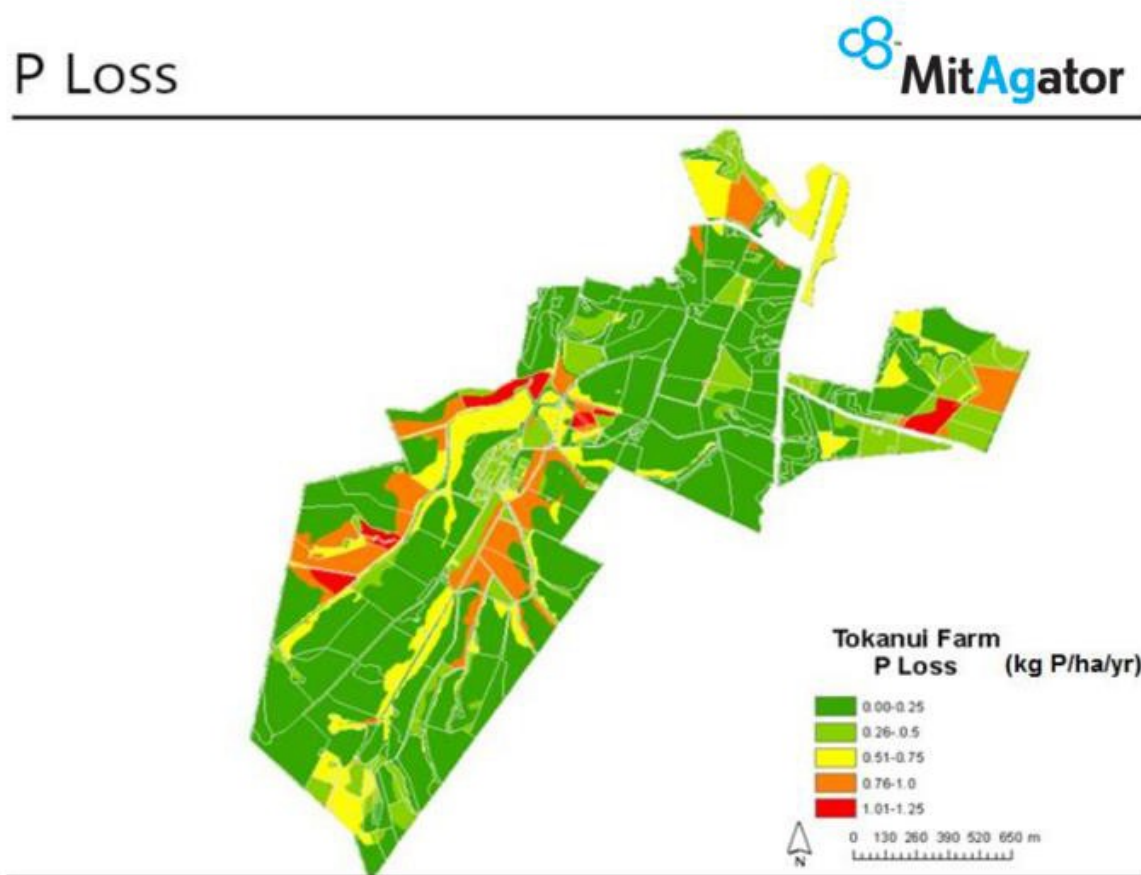 P Loss
MitAgator™
Tokanui Farm
P Loss (kg P/ha/yr)
0.00-0.25
0.26-.0.5
0.51-0.75
0.76-1.0
1.01-1.25
N
0 130 260 390 520 650 m